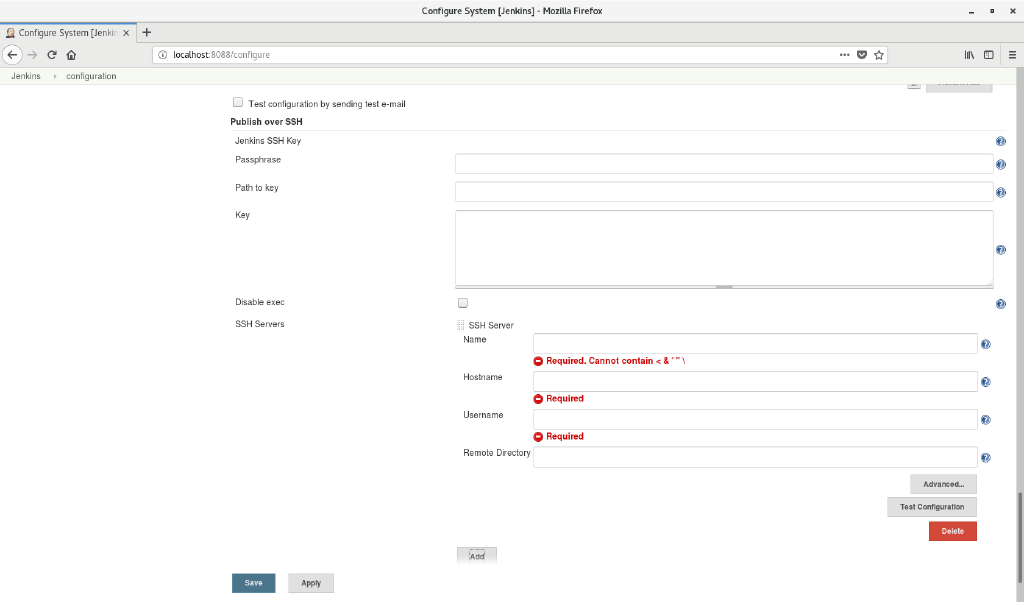 Configure System [Jenkins] - Mozilla Firefox
Configure System [Jenkin
localhost:8088/configure
Jenkins configuration
Test configuration by sending test e-mail
Publish over SSH
Jenkins SSH Key
Passphrase
Path to key
Key
Disable exec
SSH Servers
SSH Server
Name
Required. Cannot contain < & ' " \
Hostname
Required
Username
Required
Remote Directory
Advanced...
Test Configuration
Delete
Add
Save Apply